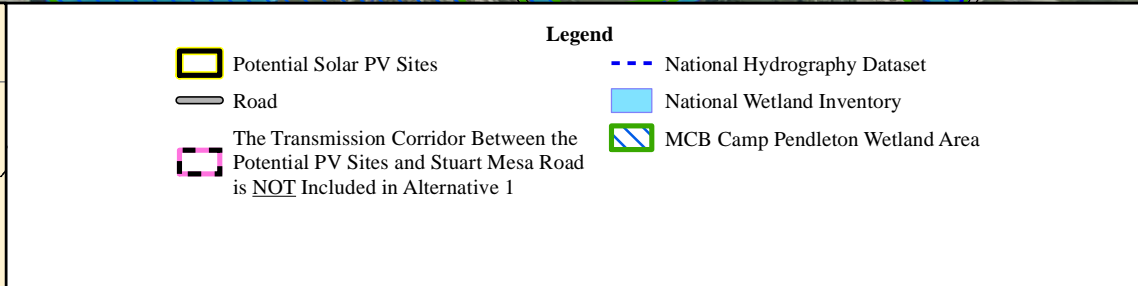 Legend
Potential Solar PV Sites
Road
The Transmission Corridor Between the
Potential PV Sites and Stuart Mesa Road
is NOT Included in Alternative 1
National Hydrography Dataset
National Wetland Inventory
MCB Camp Pendleton Wetland Area